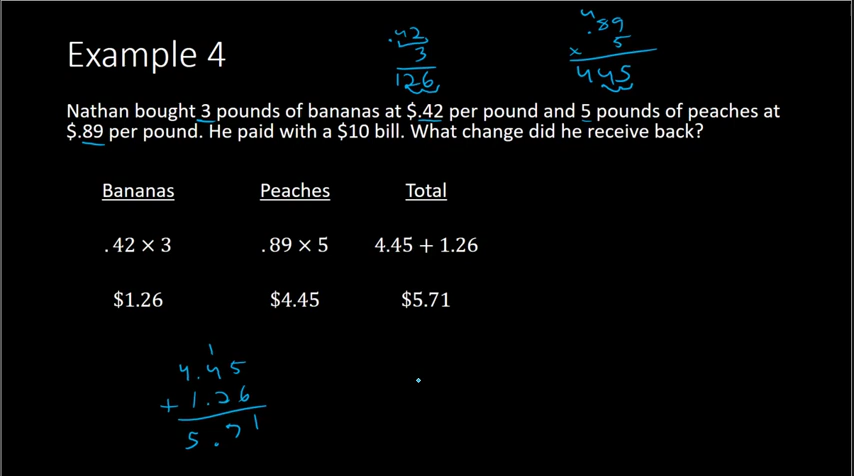 Example 4
.42
3
126
4
.89
× 5
445
Nathan bought 3 pounds of bananas at $.42 per pound and 5 pounds of peaches at
$.89 per pound. He paid with a $10 bill. What change did he receive back?
Bananas Peaches Total
.42 × 3 .89 × 5 4.45 + 1.26
$1.26 $4.45 $5.71
1
4.45
+ 1.26
5.71